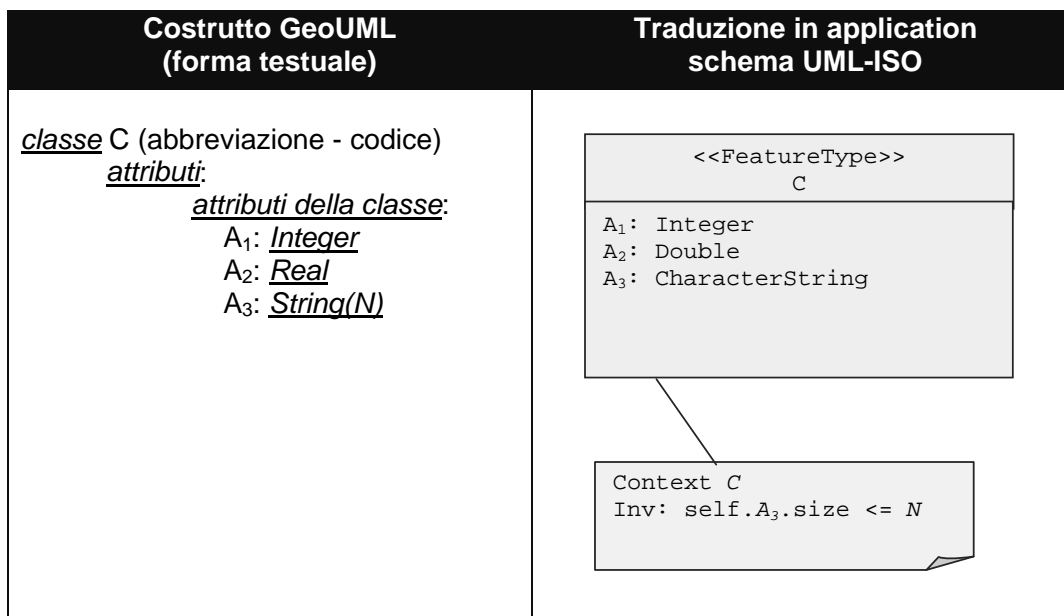 Costrutto GeoUML
(forma testuale)
Traduzione in application
schema UML-ISO
classe C (abbreviazione - codice)
attributi:
attributi della classe:
A₁: Integer
A₂: Real
A₃: String(N)
<<FeatureType>>
C
A₁: Integer
A₂: Double
A₃: CharacterString
Context C
Inv: self.A₃.size <= N